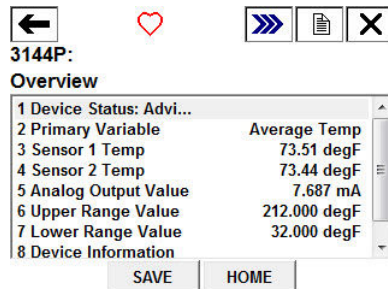 3144P:
Overview
1 Device Status: Advi...
2 Primary Variable Average Temp
3 Sensor 1 Temp 73.51 degF
4 Sensor 2 Temp 73.44 degF
5 Analog Output Value 7.687 mA
6 Upper Range Value 212.000 degF
7 Lower Range Value 32.000 degF
8 Device Information
SAVE HOME